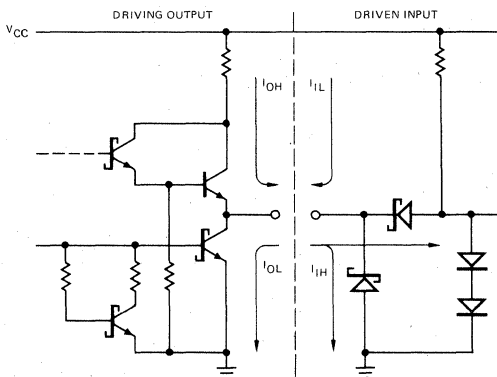 DRIVING OUTPUT
DRIVEN INPUT
VCC
IOH
IIL
IOL
IIH